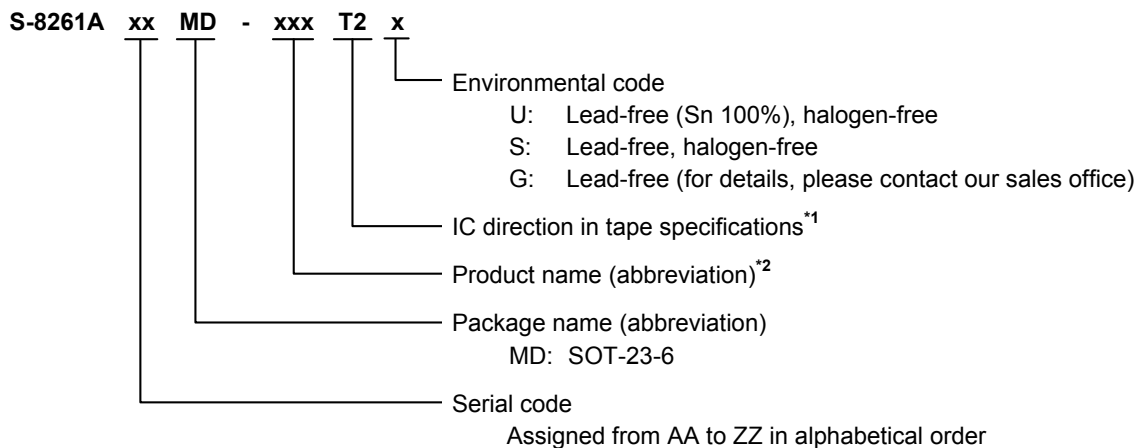 S-8261A xx MD - xxx T2 x
Environmental code
U: Lead-free (Sn 100%), halogen-free
S: Lead-free, halogen-free
G: Lead-free (for details, please contact our sales office)
IC direction in tape specifications*1
Product name (abbreviation)*2
Package name (abbreviation)
MD: SOT-23-6
Serial code
Assigned from AA to ZZ in alphabetical order